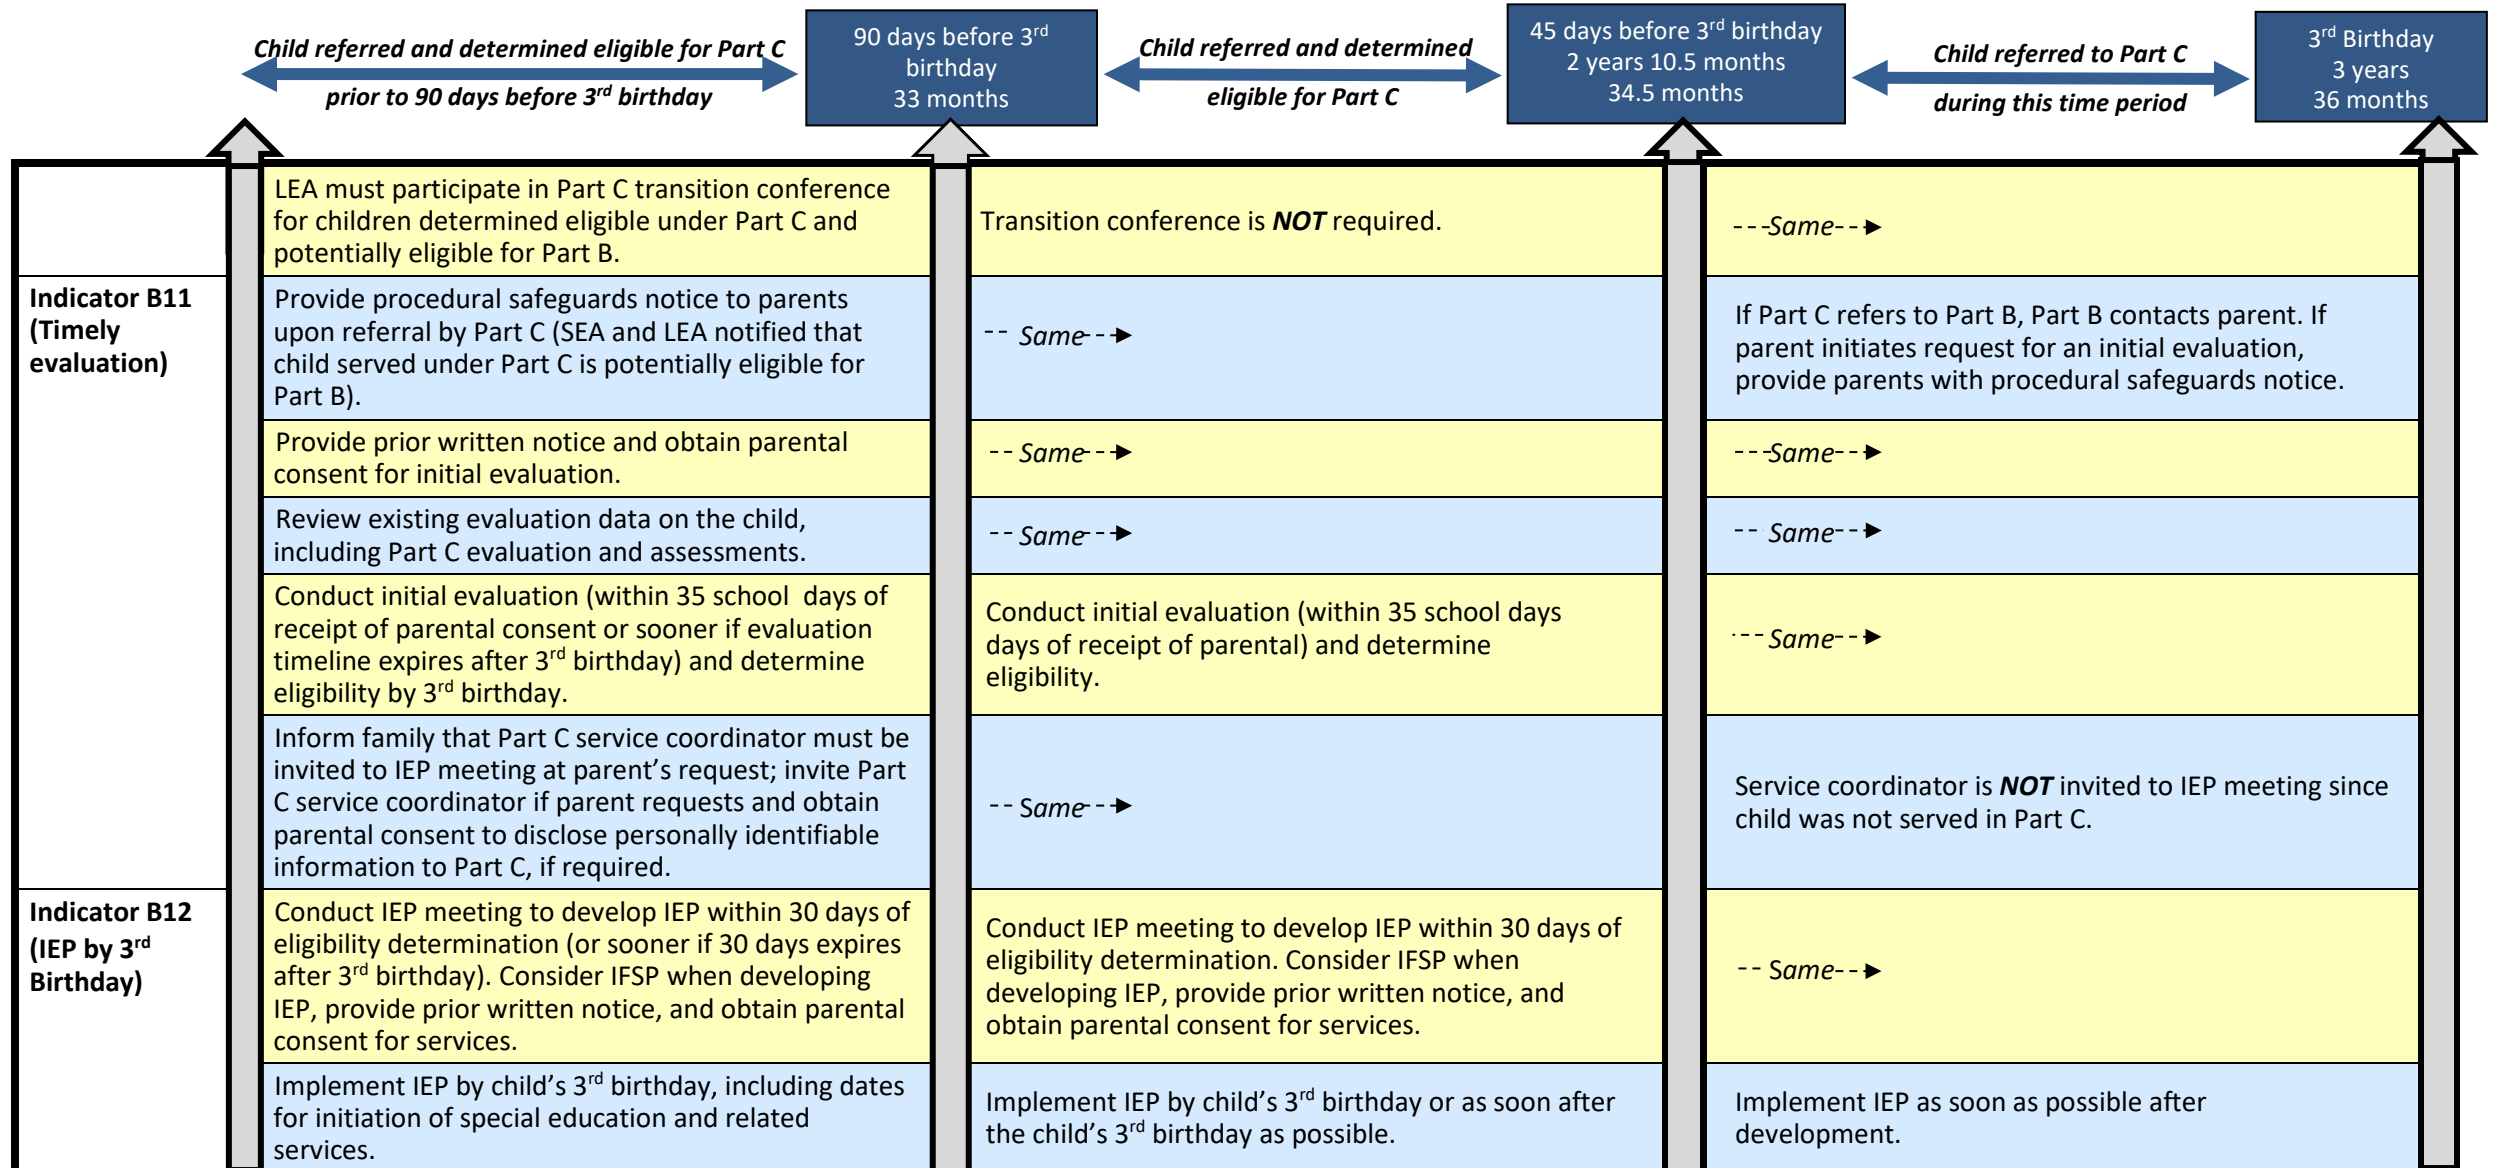 Child referred and determined eligible for Part C
prior to 90 days before 3rd birthday
90 days before 3rd
birthday
33 months
Child referred and determined
eligible for Part C
45 days before 3rd birthday
2 years 10.5 months
34.5 months
Child referred to Part C
during this time period
3rd Birthday
3 years
36 months
LEA must participate in Part C transition conference
for children determined eligible under Part C and
potentially eligible for Part B.
Transition conference is NOT required.
---Same--
Indicator B11
(Timely
evaluation)
Provide procedural safeguards notice to parents
upon referral by Part C (SEA and LEA notified that
child served under Part C is potentially eligible for
Part B).
-- Same--
If Part C refers to Part B, Part B contacts parent. If
parent initiates request for an initial evaluation,
provide parents with procedural safeguards notice.
Provide prior written notice and obtain parental
consent for initial evaluation.
-- Same--
---Same--
Review existing evaluation data on the child,
including Part C evaluation and assessments.
-- Same--
-- Same--
Conduct initial evaluation (within 35 school  days of
receipt of parental consent or sooner if evaluation
timeline expires after 3rd birthday) and determine
eligibility by 3rd birthday.
Conduct initial evaluation (within 35 school days
days of receipt of parental) and determine
eligibility.
--- Same--
Inform family that Part C service coordinator must be
invited to IEP meeting at parent’s request; invite Part
C service coordinator if parent requests and obtain
parental consent to disclose personally identifiable
information to Part C, if required.
-- Same--
Service coordinator is NOT invited to IEP meeting since
child was not served in Part C.
Indicator B12
(IEP by 3rd
Birthday)
Conduct IEP meeting to develop IEP within 30 days of
eligibility determination (or sooner if 30 days expires
after 3rd birthday). Consider IFSP when developing
IEP, provide prior written notice, and obtain parental
consent for services.
Conduct IEP meeting to develop IEP within 30 days of
eligibility determination. Consider IFSP when
developing IEP, provide prior written notice, and
obtain parental consent for services.
-- Same--
Implement IEP by child’s 3rd birthday, including dates
for initiation of special education and related
services.
Implement IEP by child’s 3rd birthday or as soon after
the child’s 3rd birthday as possible.
Implement IEP as soon as possible after
development.